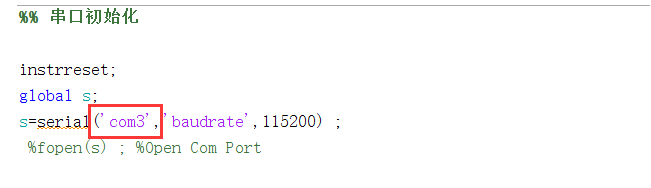 %% 串口初始化
instrreset;
global s;
s=serial('com3','baudrate',115200) ;
%fopen(s) ; %Open Com Port